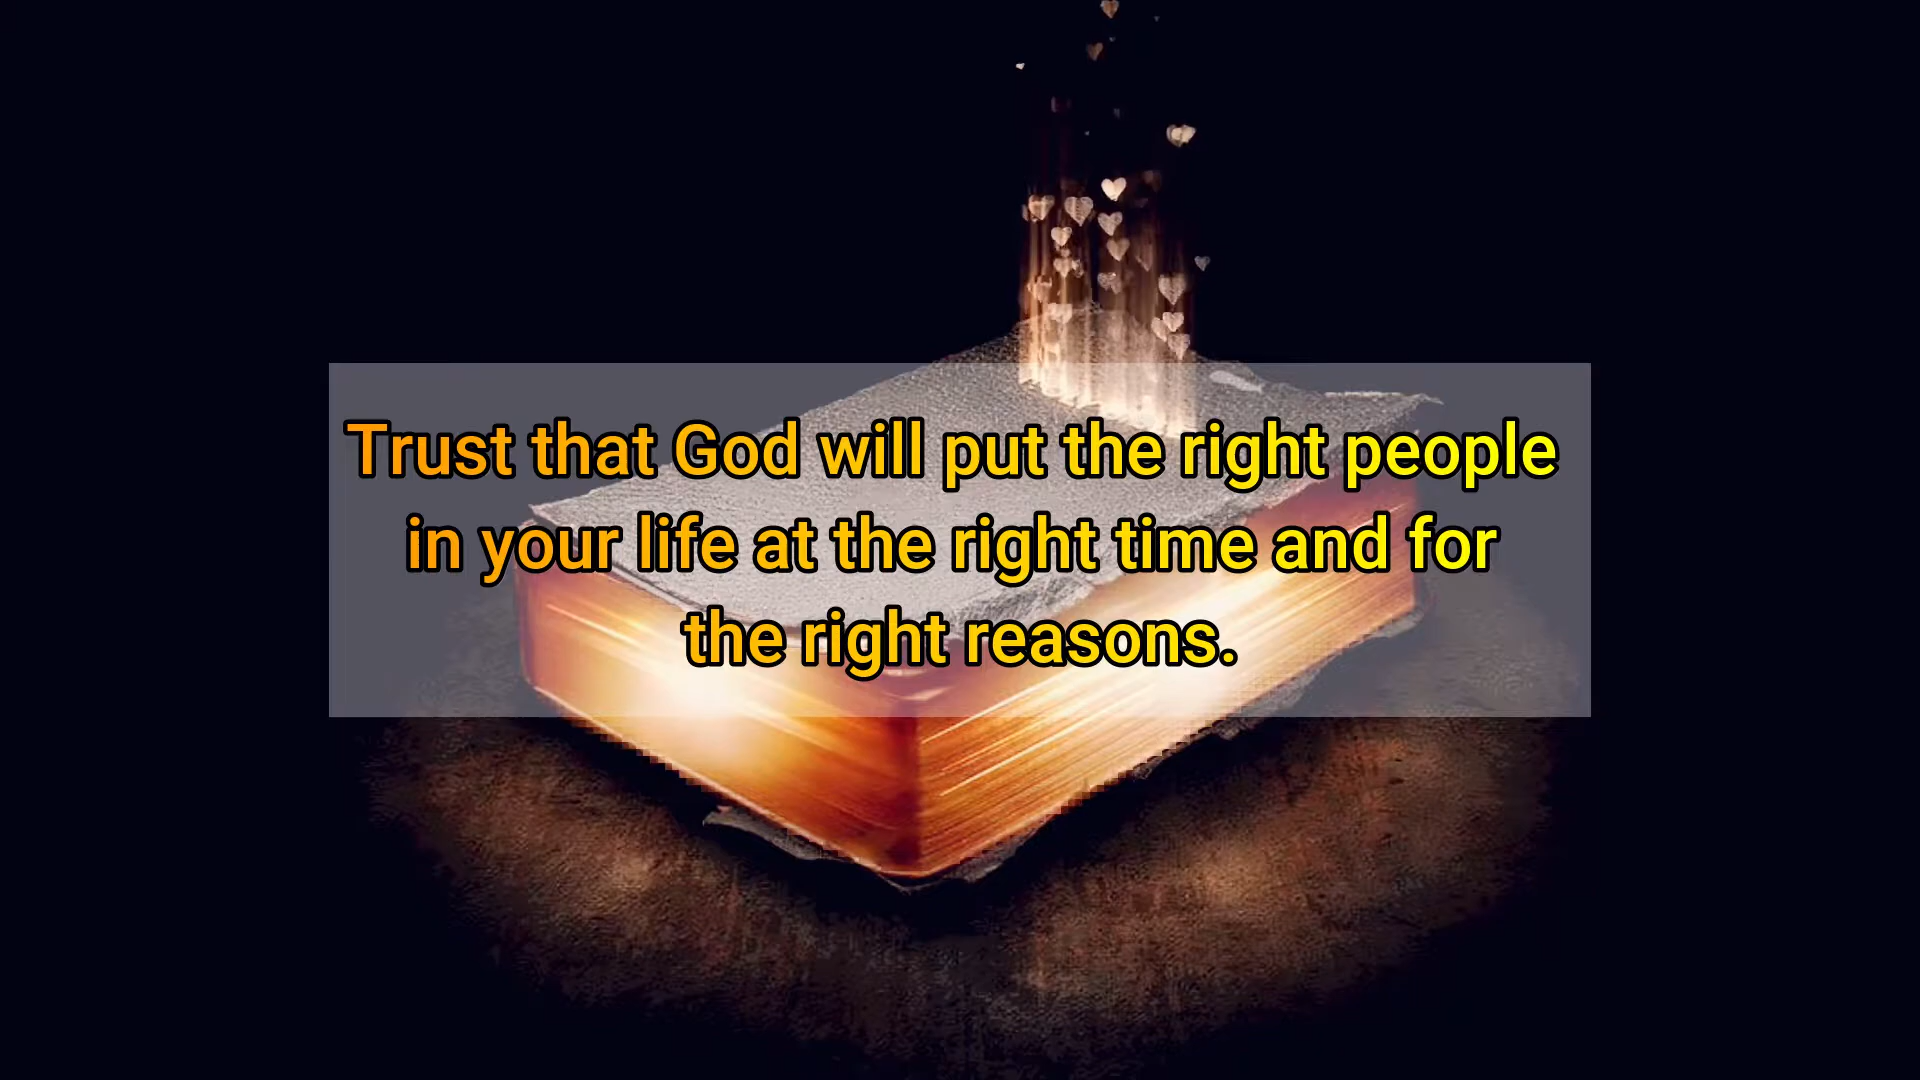 Trust that God will put the right people
in your life at the right time and for
the right reasons.